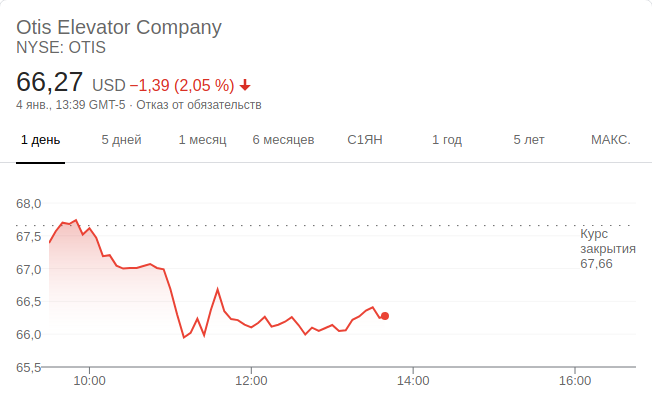 Otis Elevator Company
NYSE: OTIS
66,27 USD −1,39 (2,05 %)
4 янв., 13:39 GMT-5 · Отказ от обязательств
1 день 5 дней 1 месяц 6 месяцев С1ЯН 1 год 5 лет МАКС.
68,0
67,5
Курс
закрытия
67,66
67,0
66,5
66,0
65,5
10:00 12:00 14:00 16:00